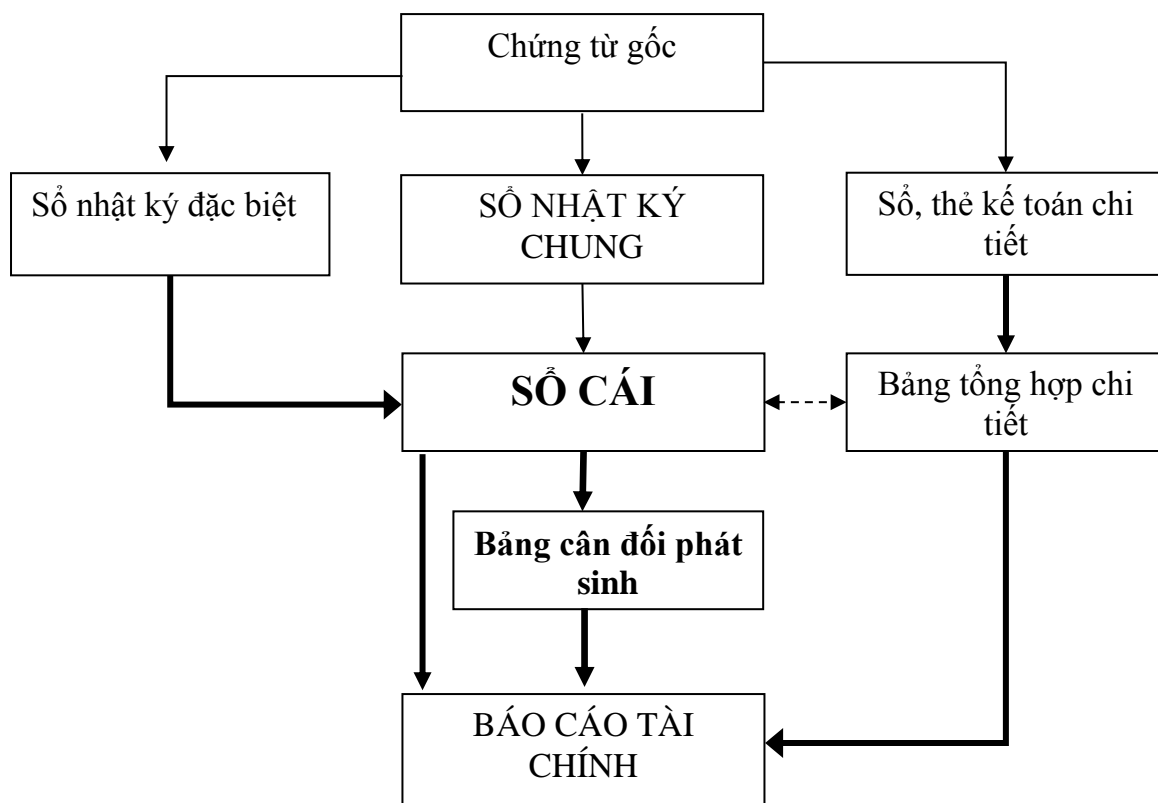 Chứng từ gốc
Sổ nhật ký đặc biệt
SỔ NHẬT KÝ
CHUNG
Sổ, thẻ kế toán chi
tiết
SỔ CÁI
Bảng tổng hợp chi
tiết
Bảng cân đối phát
sinh
BÁO CÁO TÀI
CHÍNH